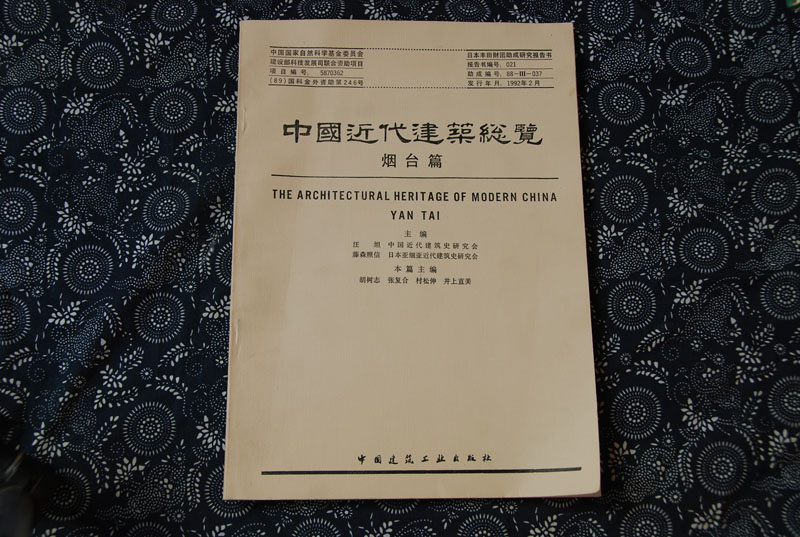 中国国家自然科学基金委员会
建设部科技发展司联合资助项目
项目编号. 5870362
(89)国科金外资助第246号
日本丰田财团助成研究报告书
报告书编号. 021
助成编号. 88-III-037
发行年月. 1992年2月
中國近代建築総覽
烟台篇
THE ARCHITECTURAL HERITAGE OF MODERN CHINA
YAN TAI
主 编
汪 坦 中国近代建筑史研究会
藤森照信 日本亚细亚近代建筑史研究会
本篇主编
胡树志 张复合 村松伸 井上直美
中国建筑工业出版社